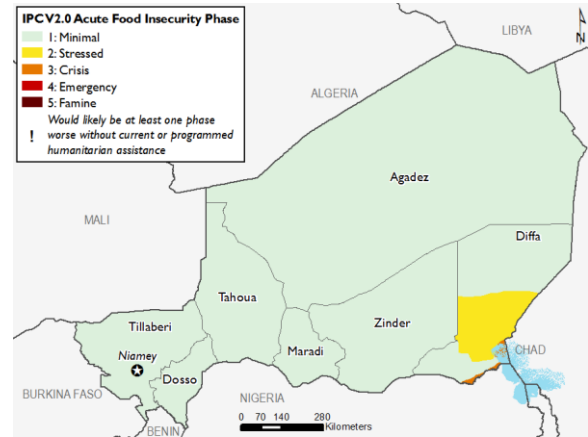 IPCV2.0 Acute Food Insecurity Phase
1: Minimal
2: Stressed
3: Crisis
4: Emergency
5: Famine
Would likely be at least one phase
! worse without current or programmed
humanitarian assistance
LIBYA
N
ALGERIA
Agadez
MALI
Diffa
Tahoua
Tillaberi
Zinder
Niamey
Maradi
CHAD
Dosso
BURKINA FASO
NIGERIA
BENIN
0 70 140 280
Kilometers